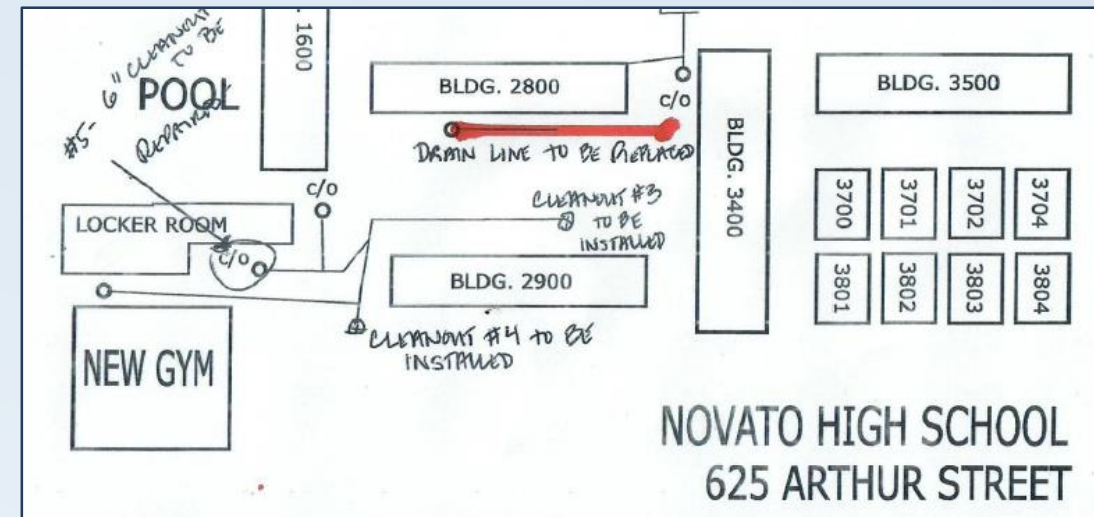 #5- 6" CLEANOUT
TO BE
REPAIRED
POOL
. 1600
BLDG. 2800
C/O
BLDG. 3500
DRAIN LINE TO BE REPLACED
BLDG. 3400
3700
3701
3702
3704
C/O
CLEANOUT #3
TO BE
INSTALLED
LOCKER ROOM
C/O
BLDG. 2900
3801
3802
3803
3804
CLEANOUT #4 TO BE
INSTALLED
NEW GYM
NOVATO HIGH SCHOOL
625 ARTHUR STREET